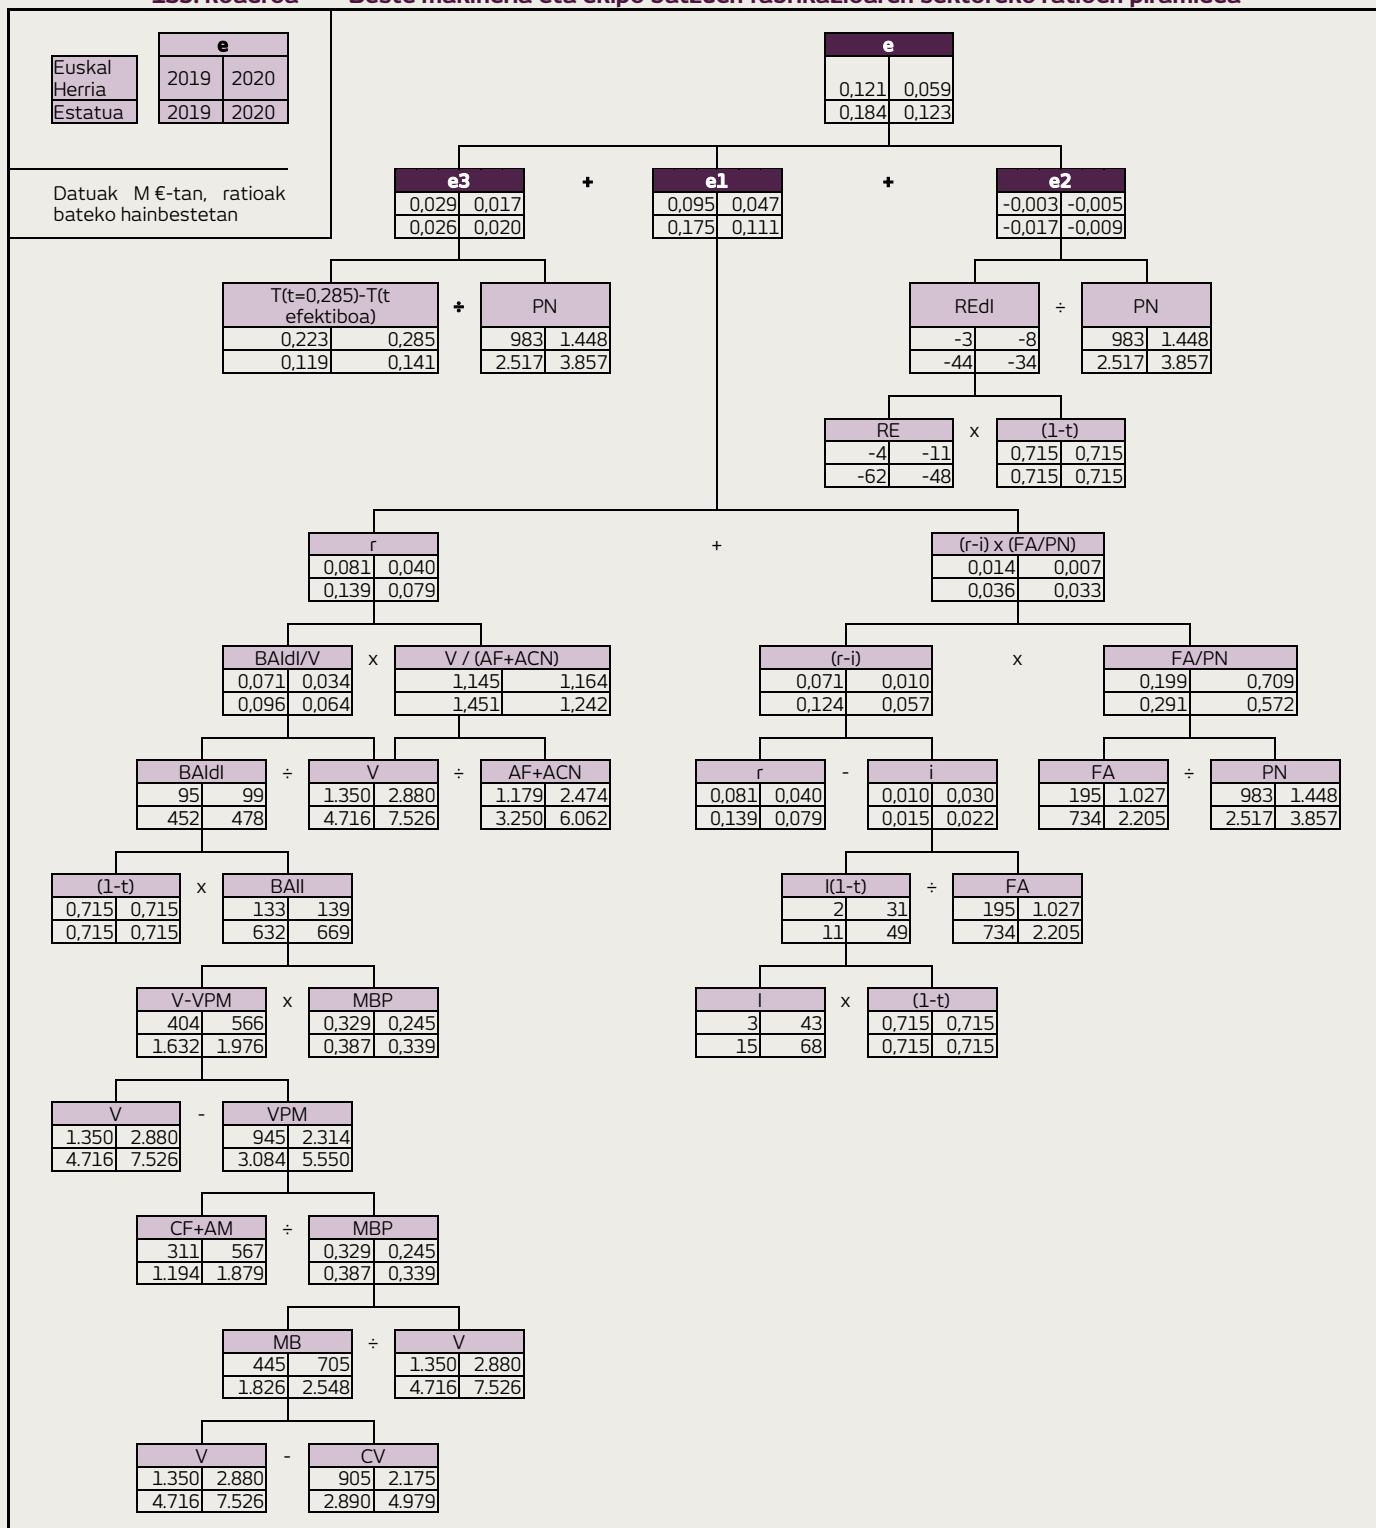 133. koadroa Beste makineria eta ekipo batzuen fabrikazioaren sektoreko ratioen piramidea
e
Euskal Herria 2019 2020
Estatua 2019 2020
Datuak M €-tan, ratioak
bateko hainbestetan
e
0,121 0,059
0,184 0,123
e3 + e1 + e2
0,029 0,017 0,095 0,047 -0,003 -0,005
0,026 0,020 0,175 0,111 -0,017 -0,009
T(t=0,285)-T(t efektiboa) ÷ PN REdI ÷ PN
0,223 0,285 983 1.448 -3 -8 983 1.448
0,119 0,141 2.517 3.857 -44 -34 2.517 3.857
RE x (1-t)
-4 -11 0,715 0,715
-62 -48 0,715 0,715
r + (r-i) x (FA/PN)
0,081 0,040 0,014 0,007
0,139 0,079 0,036 0,033
BAIdI/V x V / (AF+ACN) (r-i) x FA/PN
0,071 0,034 1,145 1,164 0,071 0,010 0,199 0,709
0,096 0,064 1,451 1,242 0,124 0,057 0,291 0,572
BAIdI ÷ V ÷ AF+ACN r - i FA ÷ PN
95 99 1.350 2.880 1.179 2.474 0,081 0,040 0,010 0,030 195 1.027 983 1.448
452 478 4.716 7.526 3.250 6.062 0,139 0,079 0,015 0,022 734 2.205 2.517 3.857
(1-t) x BAII I(1-t) ÷ FA
0,715 0,715 133 139 2 31 195 1.027
0,715 0,715 632 669 11 49 734 2.205
V-VPM x MBP I x (1-t)
404 566 0,329 0,245 3 43 0,715 0,715
1.632 1.976 0,387 0,339 15 68 0,715 0,715
V - VPM
1.350 2.880 945 2.314
4.716 7.526 3.084 5.550
CF+AM ÷ MBP
311 567 0,329 0,245
1.194 1.879 0,387 0,339
MB ÷ V
445 705 1.350 2.880
1.826 2.548 4.716 7.526
V - CV
1.350 2.880 905 2.175
4.716 7.526 2.890 4.979